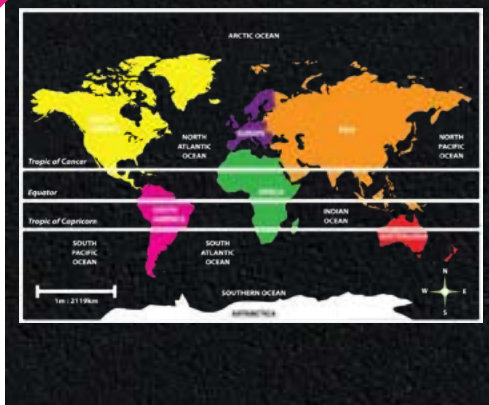 ARCTIC OCEAN
NORTH
ATLANTIC
OCEAN
NORTH
PACIFIC
OCEAN
Tropic of Cancer
Equator
Tropic of Capricorn
INDIAN
OCEAN
SOUTH
PACIFIC
OCEAN
SOUTH
ATLANTIC
OCEAN
N
W E
S
1m : 2119km
SOUTHERN OCEAN